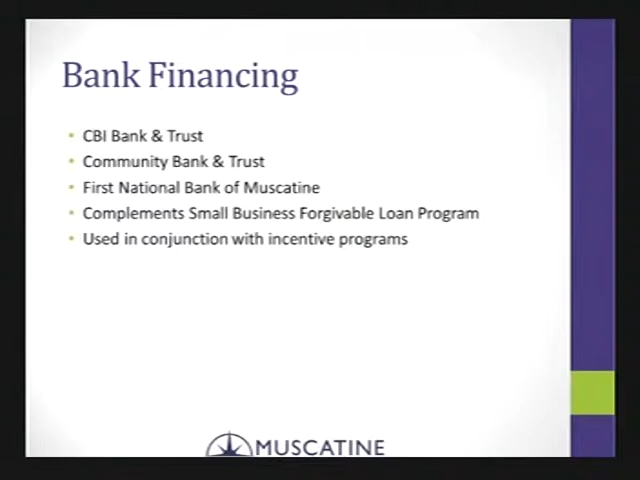 Bank Financing
• CBI Bank & Trust
• Community Bank & Trust
• First National Bank of Muscatine
• Complements Small Business Forgivable Loan Program
• Used in conjunction with incentive programs
MUSCATINE